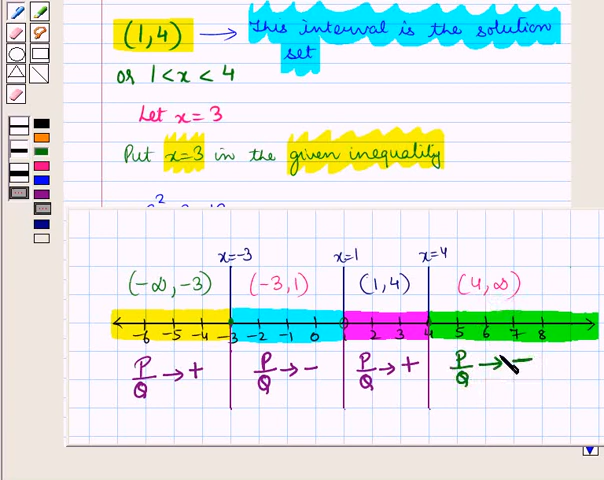 (1,4) → This interval is the solution
set
or 1 < x < 4
Let x = 3
Put x=3 in the given inequality
x=-3 x=1 x=4
(-∞, -3) (-3, 1) (1, 4) (4, ∞)
-6 -5 -4 -3 -2 -1 0 2 3 4 5 6 7 8
P/Q → + P/Q → - P/Q → + P/Q → -